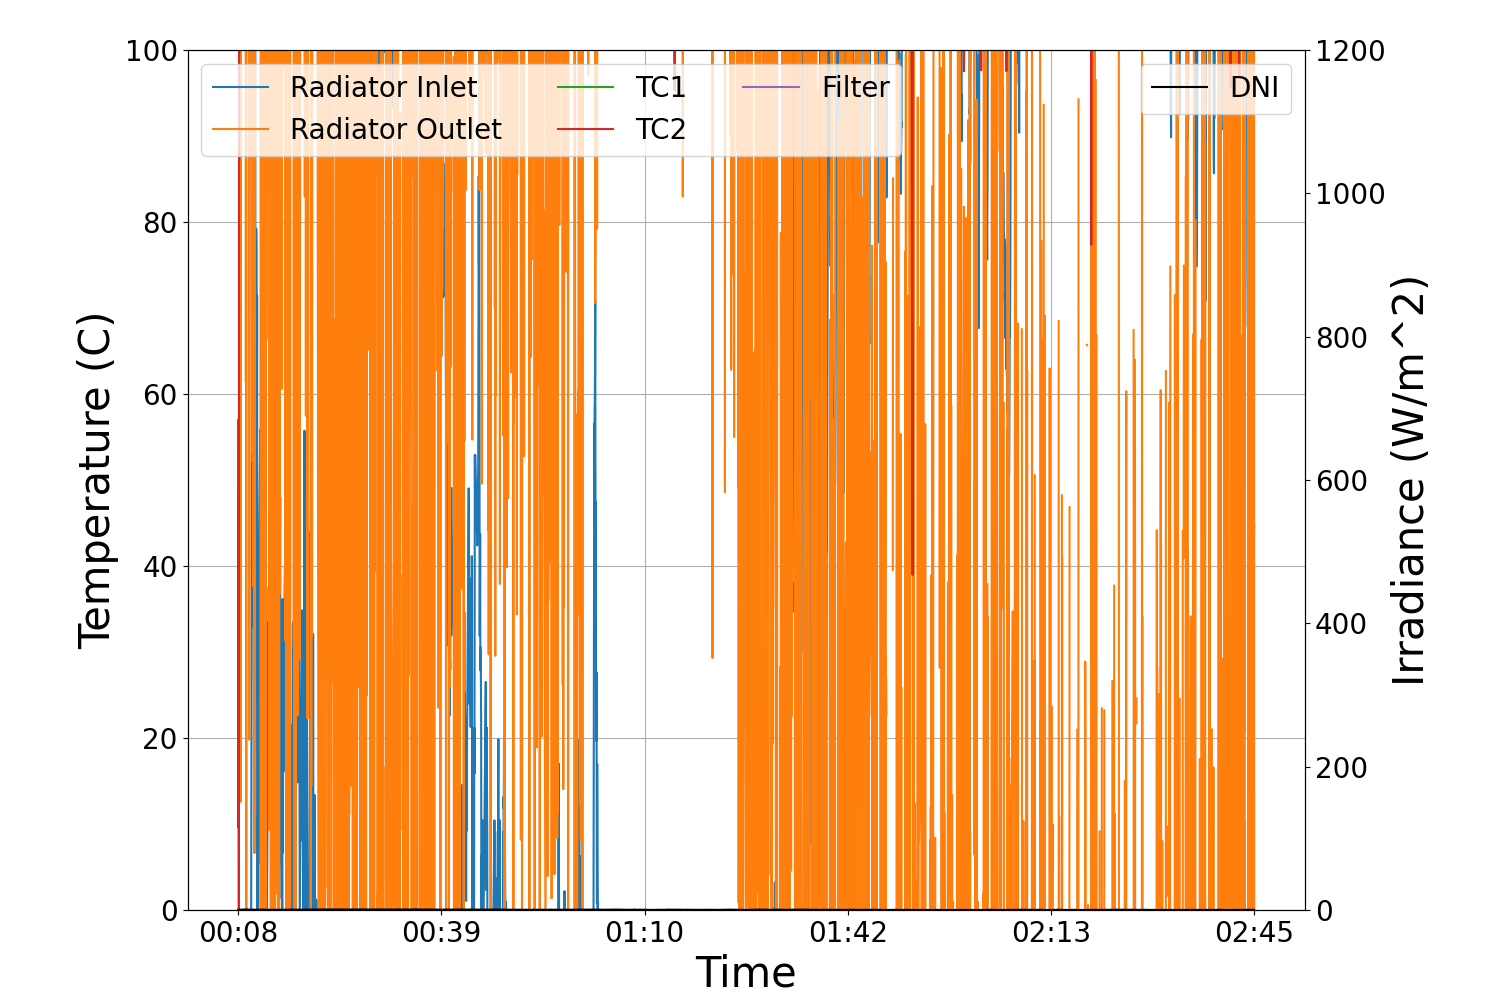 Radiator Inlet
Radiator Outlet
TC1
TC2
Filter
DNI
Temperature (C)
100
80
60
40
20
0
1200
1000
800
600
400
200
0
Irradiance (W/m^2)
00:08 00:39 01:10 01:42 02:13 02:45
Time